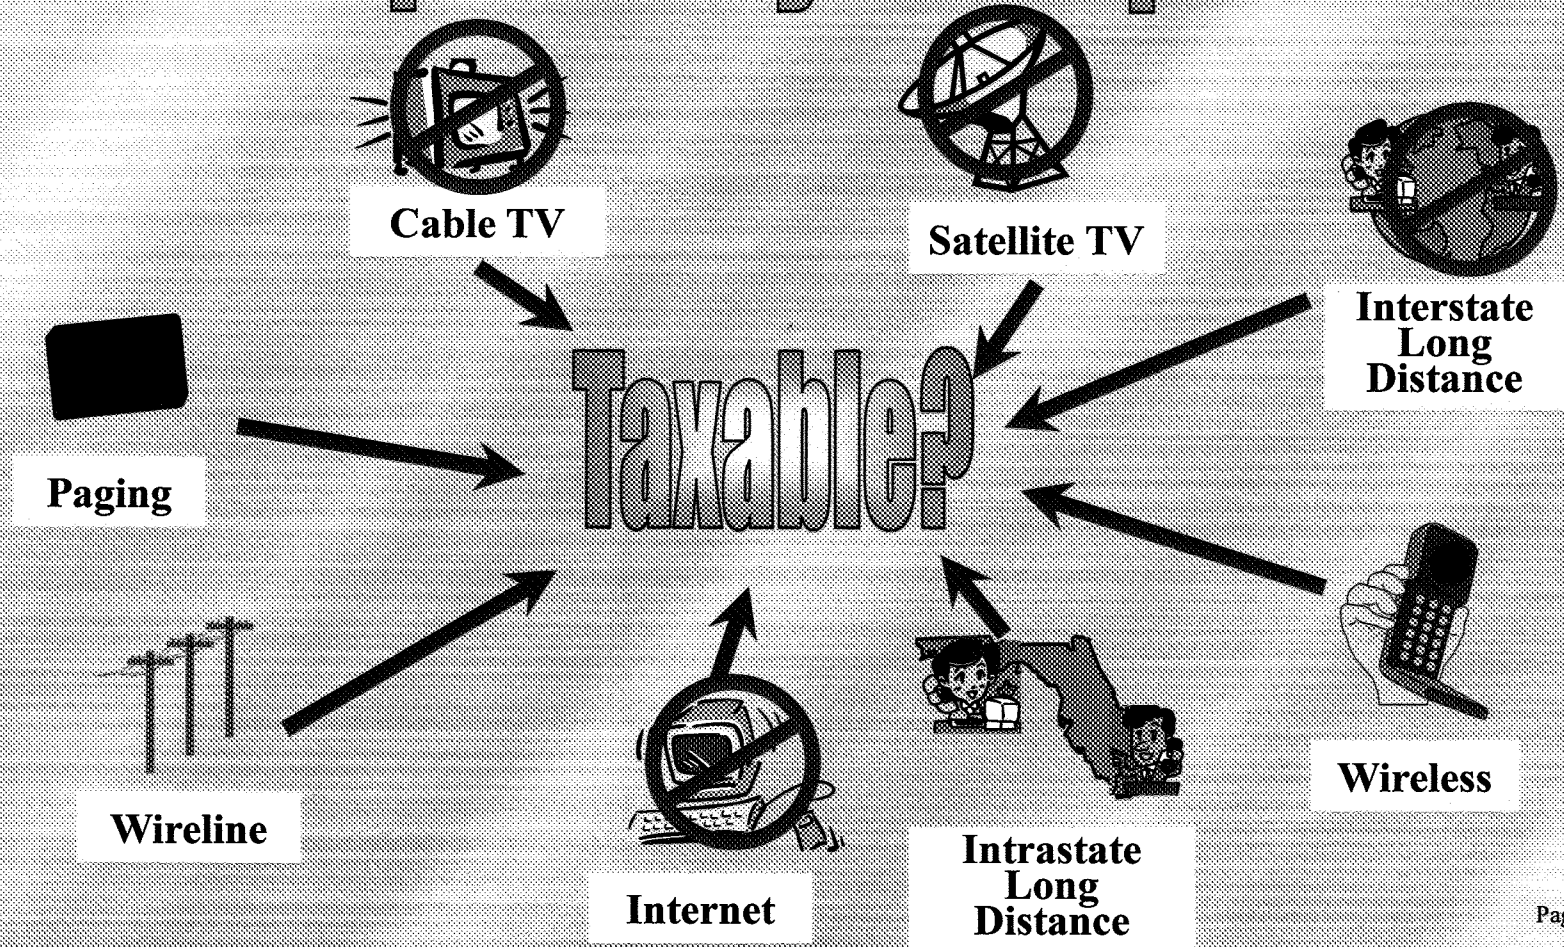 Cable TV
Satellite TV
Interstate
Long
Distance
Taxable?
Paging
Wireless
Wireline
Intrastate
Long
Distance
Internet